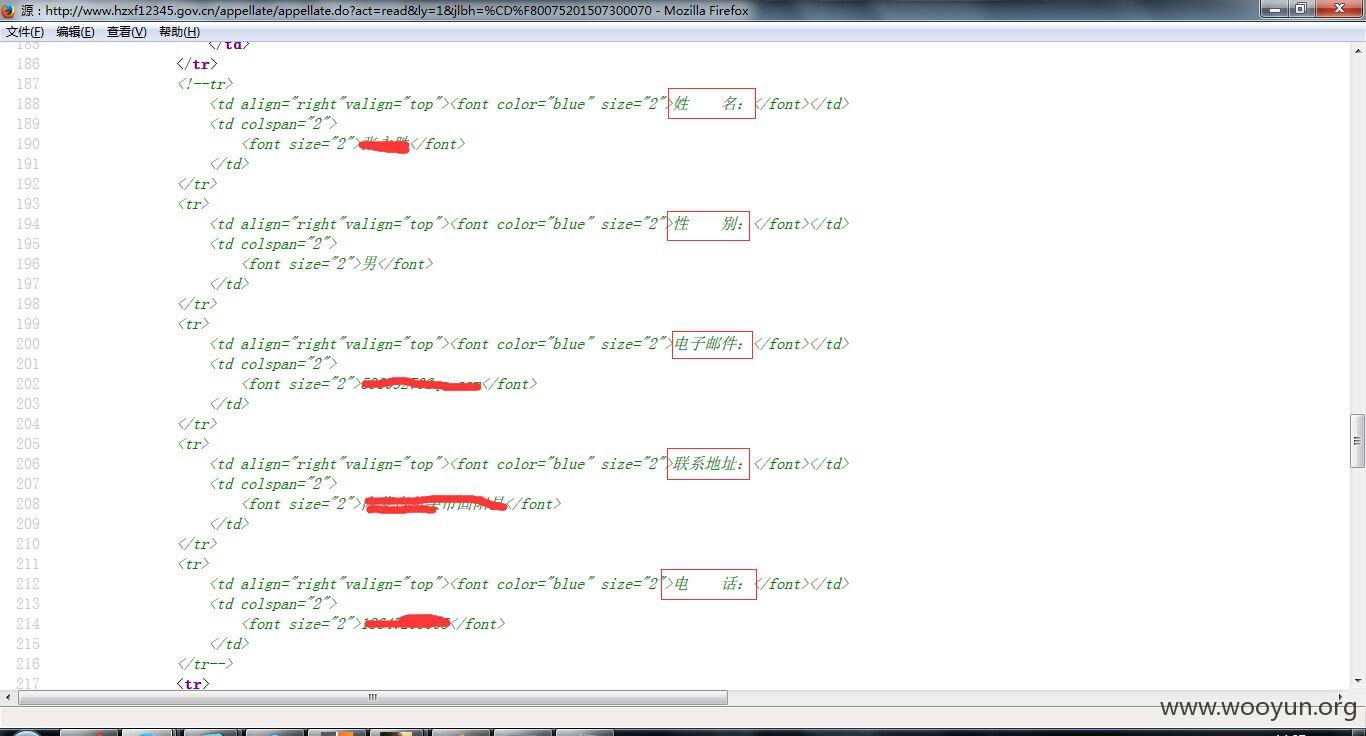 源：http://www.hzxf12345.gov.cn/appellate/appellate.do?act=read&ly=1&jlbh=%CD%F80075201507300070 - Mozilla Firefox
文件(F) 编辑(E) 查看(V) 帮助(H)
185 </td>
186 </tr>
187 <!--tr>
188 <td align="right"valign="top"><font color="blue" size="2">姓　　名：</font></td>
189 <td colspan="2">
190 <font size="2"></font>
191 </td>
192 </tr>
193 <tr>
194 <td align="right"valign="top"><font color="blue" size="2">性　　别：</font></td>
195 <td colspan="2">
196 <font size="2">男</font>
197 </td>
198 </tr>
199 <tr>
200 <td align="right"valign="top"><font color="blue" size="2">电子邮件：</font></td>
201 <td colspan="2">
202 <font size="2"></font>
203 </td>
204 </tr>
205 <tr>
206 <td align="right"valign="top"><font color="blue" size="2">联系地址：</font></td>
207 <td colspan="2">
208 <font size="2"></font>
209 </td>
210 </tr>
211 <tr>
212 <td align="right"valign="top"><font color="blue" size="2">电　　话：</font></td>
213 <td colspan="2">
214 <font size="2"></font>
215 </td>
216 </tr-->
217 <tr>
www.wooyun.org